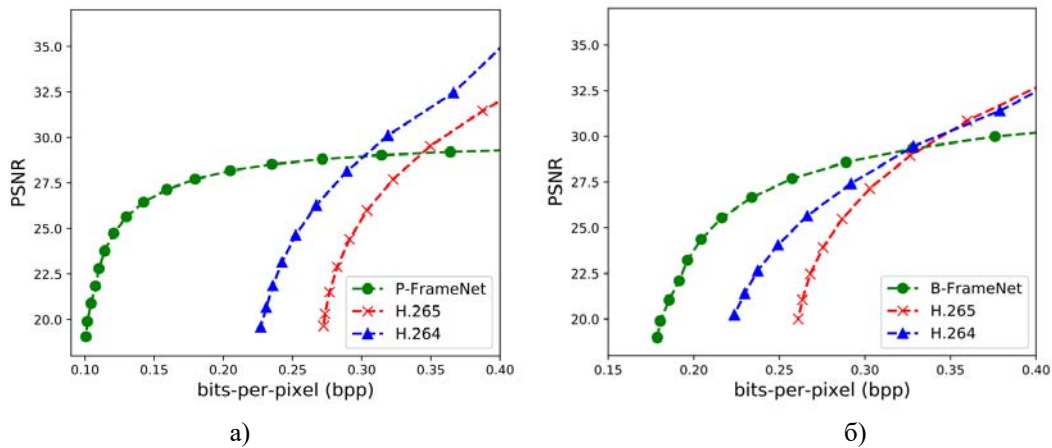 35.0
32.5
30.0
27.5
25.0
22.5
20.0
PSNR
P-FrameNet
H.265
H.264
0.10 0.15 0.20 0.25 0.30 0.35 0.40
bits-per-pixel (bpp)
а)
35.0
32.5
30.0
27.5
25.0
22.5
20.0
PSNR
B-FrameNet
H.265
H.264
0.15 0.20 0.25 0.30 0.35 0.40
bits-per-pixel (bpp)
б)